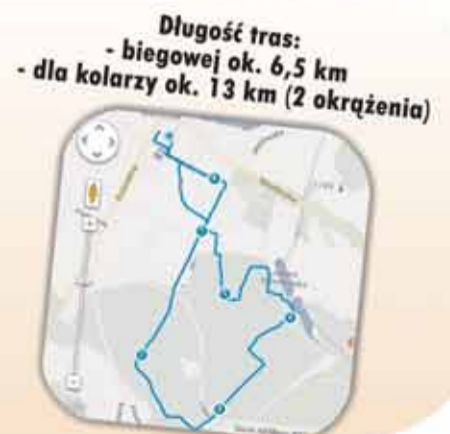 Długość tras:
- biegowej ok. 6,5 km
- dla kolarzy ok. 13 km (2 okrążenia)